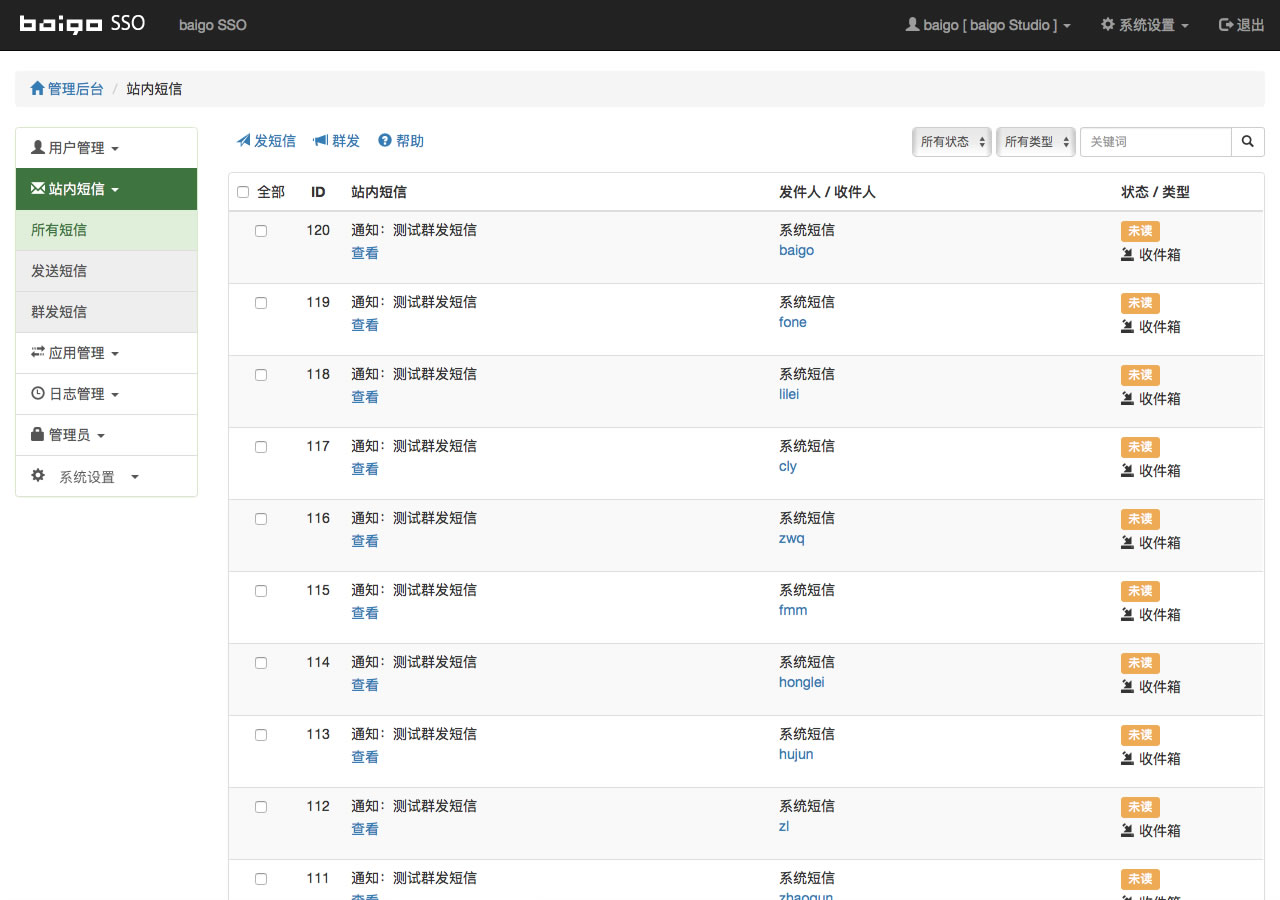 baigo SSO baigo SSO baigo [ baigo Studio ] 系统设置 退出
管理后台 / 站内短信
用户管理
站内短信
所有短信
发送短信
群发短信
应用管理
日志管理
管理员
系统设置
发短信 群发 帮助 所有状态 所有类型 关键词
全部 ID 站内短信 发件人 / 收件人 状态 / 类型
120 通知：测试群发短信 系统短信 未读
查看 baigo 收件箱
119 通知：测试群发短信 系统短信 未读
查看 fone 收件箱
118 通知：测试群发短信 系统短信 未读
查看 lilei 收件箱
117 通知：测试群发短信 系统短信 未读
查看 cly 收件箱
116 通知：测试群发短信 系统短信 未读
查看 zwq 收件箱
115 通知：测试群发短信 系统短信 未读
查看 fmm 收件箱
114 通知：测试群发短信 系统短信 未读
查看 honglei 收件箱
113 通知：测试群发短信 系统短信 未读
查看 hujun 收件箱
112 通知：测试群发短信 系统短信 未读
查看 zl 收件箱
111 通知：测试群发短信 系统短信 未读
查看 收件箱